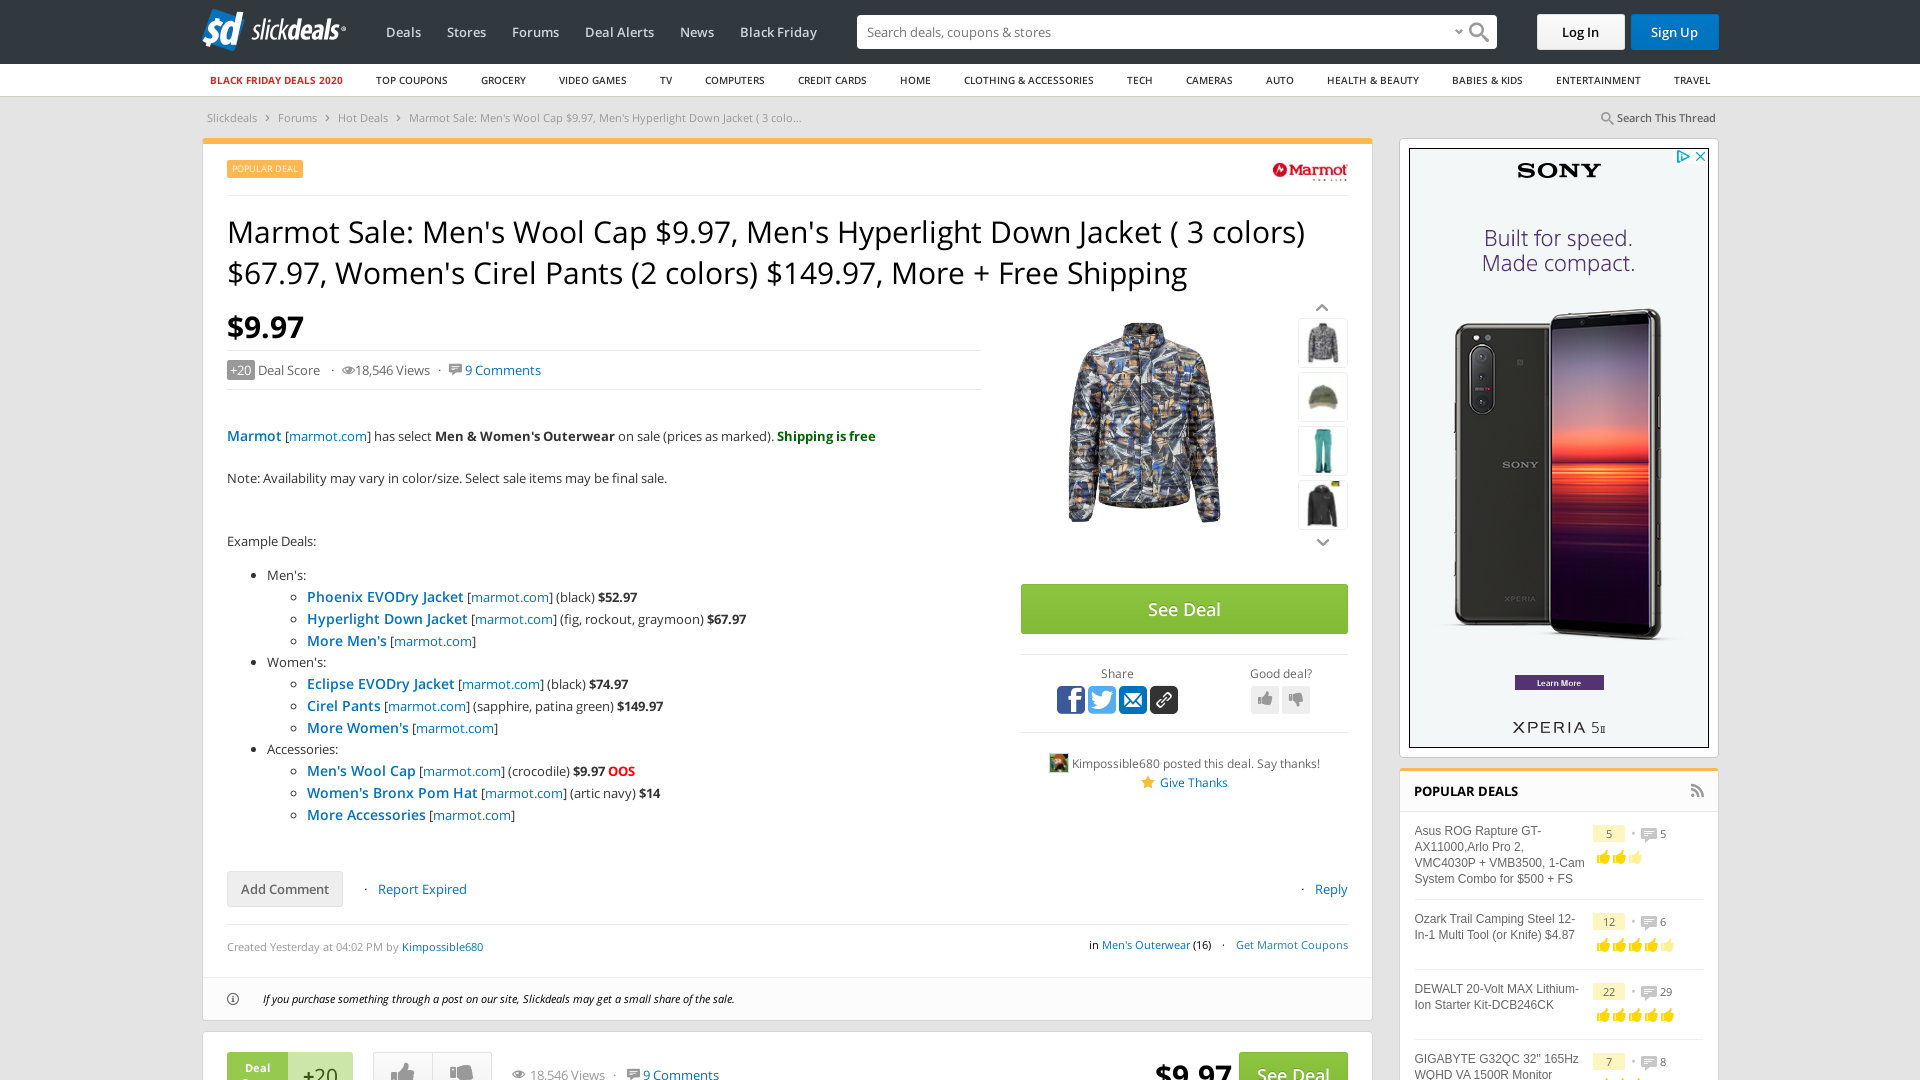 slickdeals
Deals
Stores
Forums
Deal Alerts
News
Black Friday
Search deals, coupons & stores
Log In
Sign Up
BLACK FRIDAY DEALS 2020
TOP COUPONS
GROCERY
VIDEO GAMES
TV
COMPUTERS
CREDIT CARDS
HOME
CLOTHING & ACCESSORIES
TECH
CAMERAS
AUTO
HEALTH & BEAUTY
BABIES & KIDS
ENTERTAINMENT
TRAVEL
Slickdeals › Forums › Hot Deals › Marmot Sale: Men's Wool Cap $9.97, Men's Hyperlight Down Jacket ( 3 colo...
Search This Thread
POPULAR DEAL
Marmot
Marmot Sale: Men's Wool Cap $9.97, Men's Hyperlight Down Jacket ( 3 colors)
$67.97, Women's Cirel Pants (2 colors) $149.97, More + Free Shipping
$9.97
+20 Deal Score · 18,546 Views · 9 Comments
Marmot [marmot.com] has select Men & Women's Outerwear on sale (prices as marked). Shipping is free
Note: Availability may vary in color/size. Select sale items may be final sale.
Example Deals:
Men's:
Phoenix EVODry Jacket [marmot.com] (black) $52.97
Hyperlight Down Jacket [marmot.com] (fig, rockout, graymoon) $67.97
More Men's [marmot.com]
Women's:
Eclipse EVODry Jacket [marmot.com] (black) $74.97
Cirel Pants [marmot.com] (sapphire, patina green) $149.97
More Women's [marmot.com]
Accessories:
Men's Wool Cap [marmot.com] (crocodile) $9.97 OOS
Women's Bronx Pom Hat [marmot.com] (artic navy) $14
More Accessories [marmot.com]
See Deal
Share
Good deal?
Kimpossible680 posted this deal. Say thanks!
Give Thanks
Add Comment
· Report Expired
· Reply
Created Yesterday at 04:02 PM by Kimpossible680
in Men's Outerwear (16) · Get Marmot Coupons
If you purchase something through a post on our site, Slickdeals may get a small share of the sale.
Deal
+20
18,546 Views · 9 Comments
$9.97
See Deal
SONY
Built for speed.
Made compact.
SONY
XPERIA
Learn More
XPERIA 5II
POPULAR DEALS
Asus ROG Rapture GT-
AX11000,Arlo Pro 2,
VMC4030P + VMB3500, 1-Cam
System Combo for $500 + FS
5 • 5
Ozark Trail Camping Steel 12-
In-1 Multi Tool (or Knife) $4.87
12 • 6
DEWALT 20-Volt MAX Lithium-
Ion Starter Kit-DCB246CK
22 • 29
GIGABYTE G32QC 32" 165Hz
WQHD VA 1500R Monitor
7 • 8